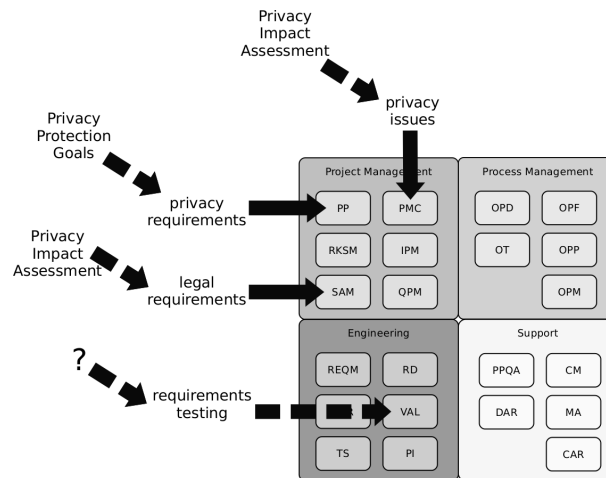 Privacy
Impact
Assessment
privacy
issues
Privacy
Protection
Goals
privacy
requirements
Privacy
Impact
Assessment
legal
requirements
?
requirements
testing
Project Management
PP
PMC
RKSM
IPM
SAM
QPM
Process Management
OPD
OPF
OT
OPP
OPM
Engineering
REQM
RD
VAL
TS
PI
Support
PPQA
CM
DAR
MA
CAR